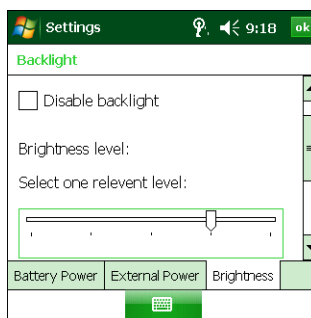 Settings 9:18 ok
Backlight
Disable backlight
Brightness level:
Select one relevent level:
Battery Power External Power Brightness